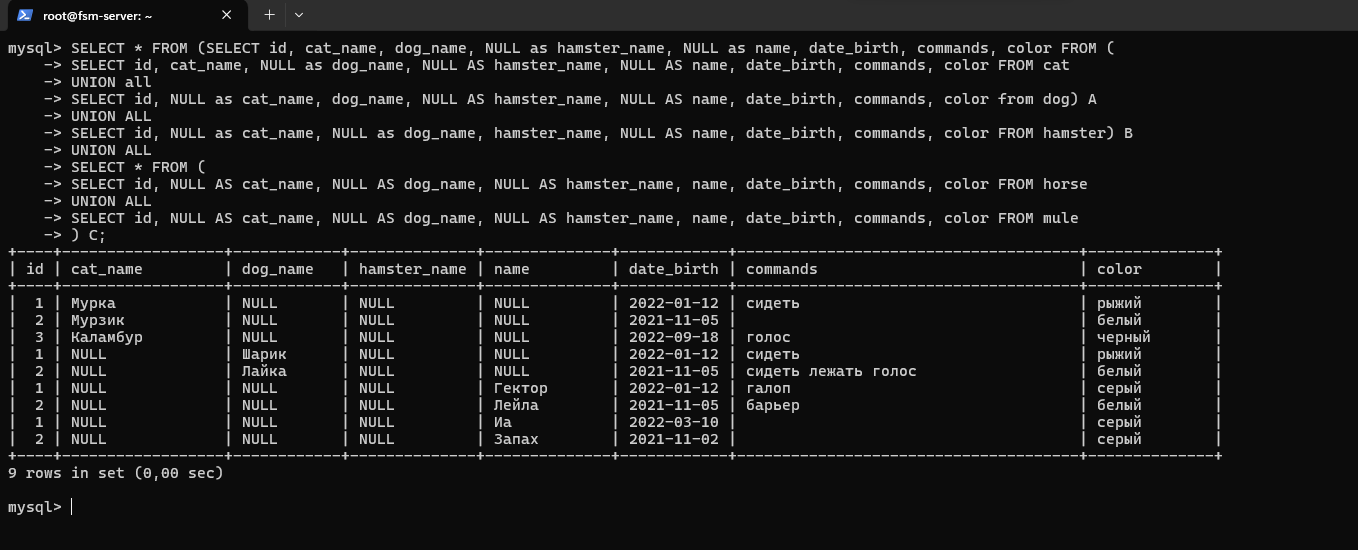 root@fsm-server: ~
mysql> SELECT * FROM (SELECT id, cat_name, dog_name, NULL as hamster_name, NULL as name, date_birth, commands, color FROM (
    -> SELECT id, cat_name, NULL as dog_name, NULL AS hamster_name, NULL AS name, date_birth, commands, color FROM cat
    -> UNION all
    -> SELECT id, NULL as cat_name, dog_name, NULL AS hamster_name, NULL AS name, date_birth, commands, color from dog) A
    -> UNION ALL
    -> SELECT id, NULL as cat_name, NULL as dog_name, hamster_name, NULL AS name, date_birth, commands, color FROM hamster) B
    -> UNION ALL
    -> SELECT * FROM (
    -> SELECT id, NULL AS cat_name, NULL AS dog_name, NULL AS hamster_name, name, date_birth, commands, color FROM horse
    -> UNION ALL
    -> SELECT id, NULL AS cat_name, NULL AS dog_name, NULL AS hamster_name, name, date_birth, commands, color FROM mule
    -> ) C;
+----+------------------+------------+--------------+--------------+------------+--------------------------------------+--------------+
| id | cat_name         | dog_name   | hamster_name | name         | date_birth | commands                             | color        |
+----+------------------+------------+--------------+--------------+------------+--------------------------------------+--------------+
|  1 | Мурка            | NULL       | NULL         | NULL         | 2022-01-12 | сидеть                               | рыжий        |
|  2 | Мурзик           | NULL       | NULL         | NULL         | 2021-11-05 |                                      | белый        |
|  3 | Каламбур         | NULL       | NULL         | NULL         | 2022-09-18 | голос                                | черный       |
|  1 | NULL             | Шарик      | NULL         | NULL         | 2022-01-12 | сидеть                               | рыжий        |
|  2 | NULL             | Лайка      | NULL         | NULL         | 2021-11-05 | сидеть лежать голос                  | белый        |
|  1 | NULL             | NULL       | NULL         | Гектор       | 2022-01-12 | галоп                                | серый        |
|  2 | NULL             | NULL       | NULL         | Лейла        | 2021-11-05 | барьер                               | белый        |
|  1 | NULL             | NULL       | NULL         | Иа           | 2022-03-10 |                                      | серый        |
|  2 | NULL             | NULL       | NULL         | Запах        | 2021-11-02 |                                      | серый        |
+----+------------------+------------+--------------+--------------+------------+--------------------------------------+--------------+
9 rows in set (0,00 sec)
mysql>